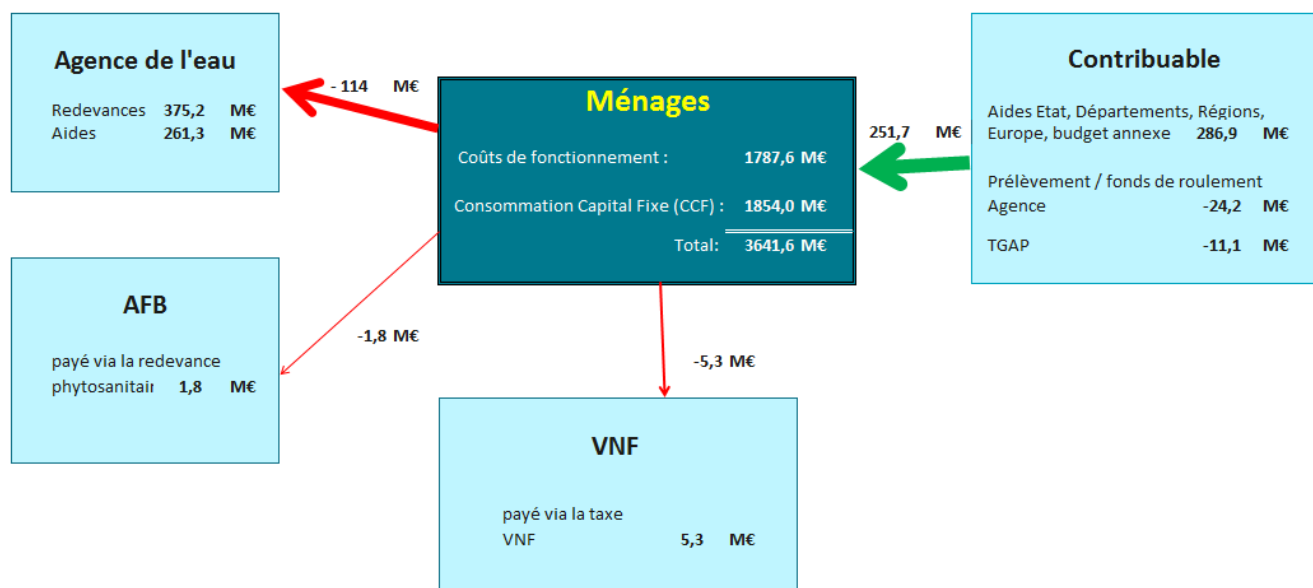 Agence de l'eau
Redevances 375,2 M€
Aides 261,3 M€
- 114 M€
Ménages
Coûts de fonctionnement : 1787,6 M€
Consommation Capital Fixe (CCF) : 1854,0 M€
Total: 3641,6 M€
251,7 M€
Contribuable
Aides Etat, Départements, Régions,
Europe, budget annexe 286,9 M€
Prélèvement / fonds de roulement
Agence -24,2 M€
TGAP -11,1 M€
AFB
payé via la redevance
phytosanitair 1,8 M€
-1,8 M€
-5,3 M€
VNF
payé via la taxe
VNF 5,3 M€